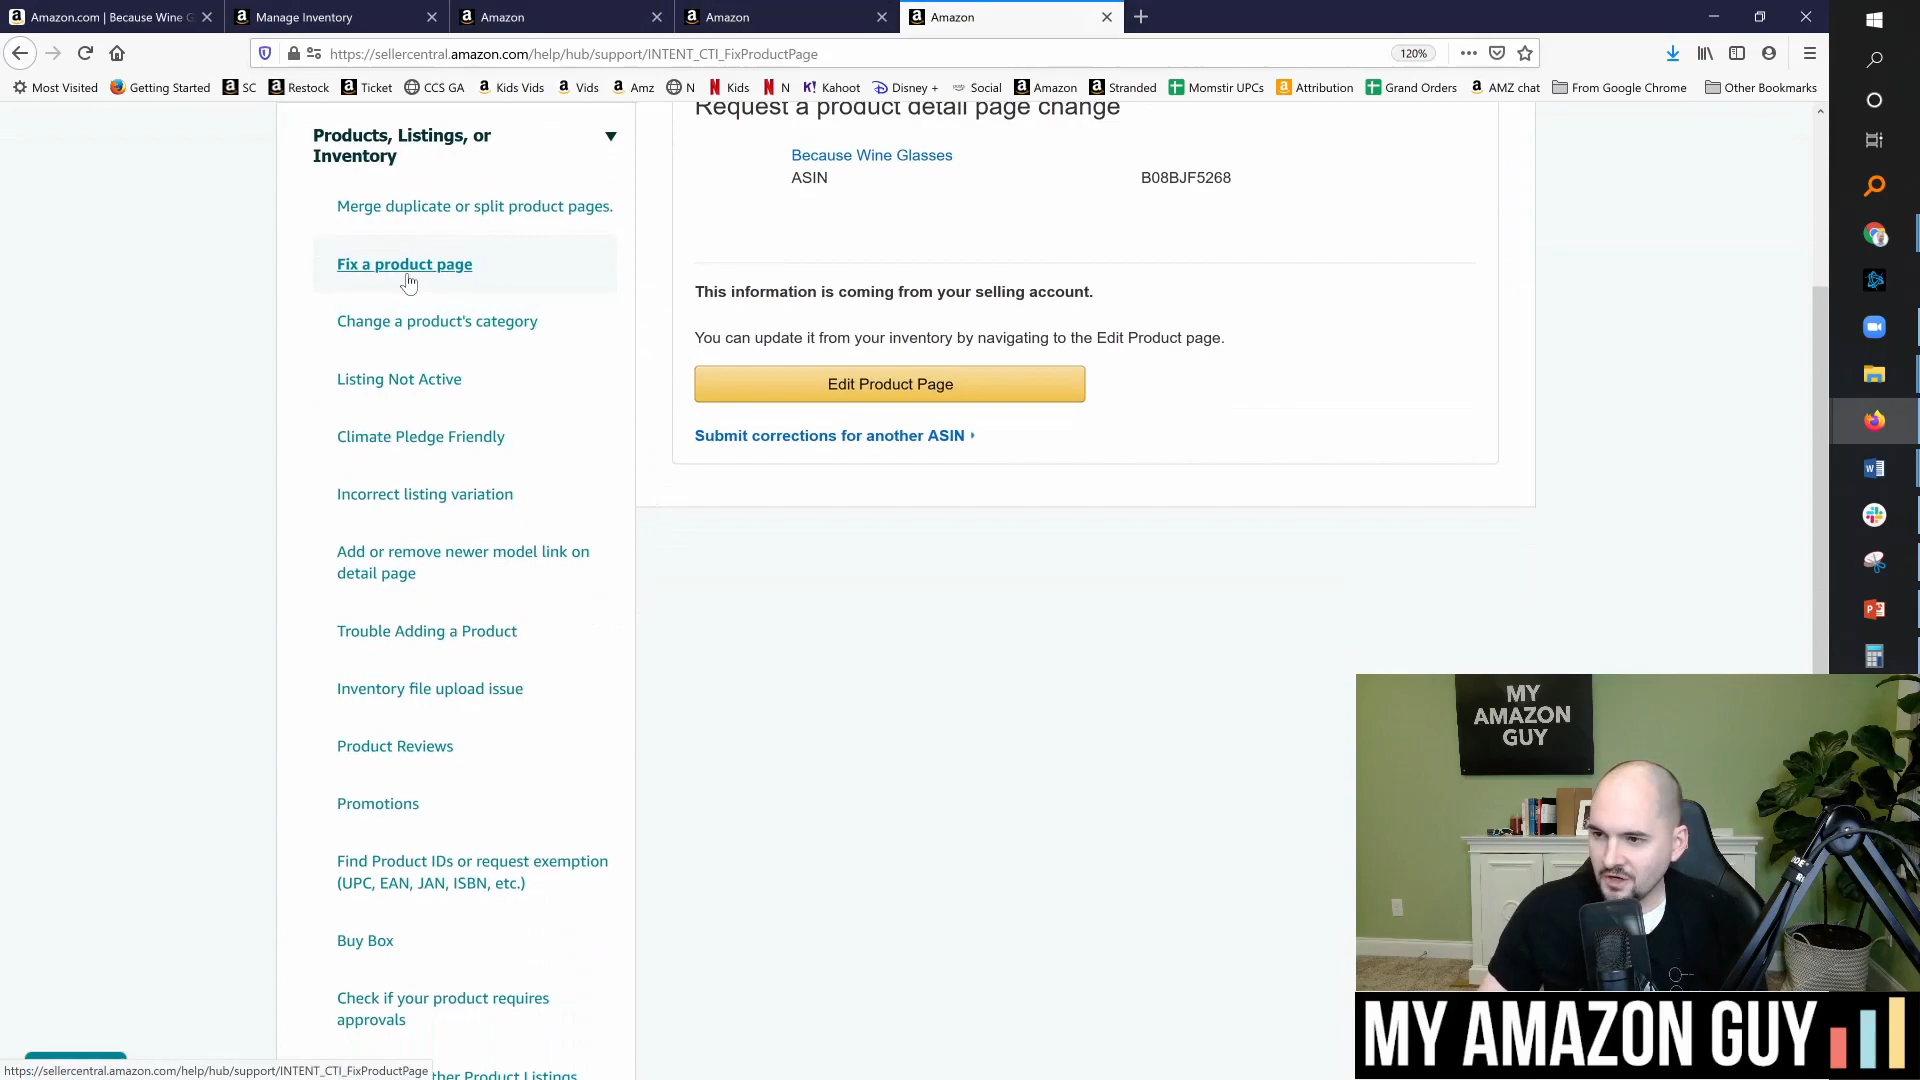 Amazon.com | Because Wine G
Manage Inventory
Amazon
Amazon
Amazon
https://sellercentral.amazon.com/help/hub/support/INTENT_CTI_FixProductPage
120%
Most Visited
Getting Started
SC
Restock
Ticket
CCS GA
Kids Vids
Vids
Amz
N
Kids
N
Kahoot
Disney +
Social
Amazon
Stranded
Momstir UPCs
Attribution
Grand Orders
AMZ chat
From Google Chrome
Other Bookmarks
Products, Listings, or
Inventory
Merge duplicate or split product pages.
Fix a product page
Change a product's category
Listing Not Active
Climate Pledge Friendly
Incorrect listing variation
Add or remove newer model link on
detail page
Trouble Adding a Product
Inventory file upload issue
Product Reviews
Promotions
Find Product IDs or request exemption
(UPC, EAN, JAN, ISBN, etc.)
Buy Box
Check if your product requires
approvals
ther Product Listings
https://sellercentral.amazon.com/help/hub/support/INTENT_CTI_FixProductPage
Request a product detail page change
Because Wine Glasses
ASIN B08BJF5268
This information is coming from your selling account.
You can update it from your inventory by navigating to the Edit Product page.
Edit Product Page
Submit corrections for another ASIN
MY
AMAZON
GUY
MY AMAZON GUY